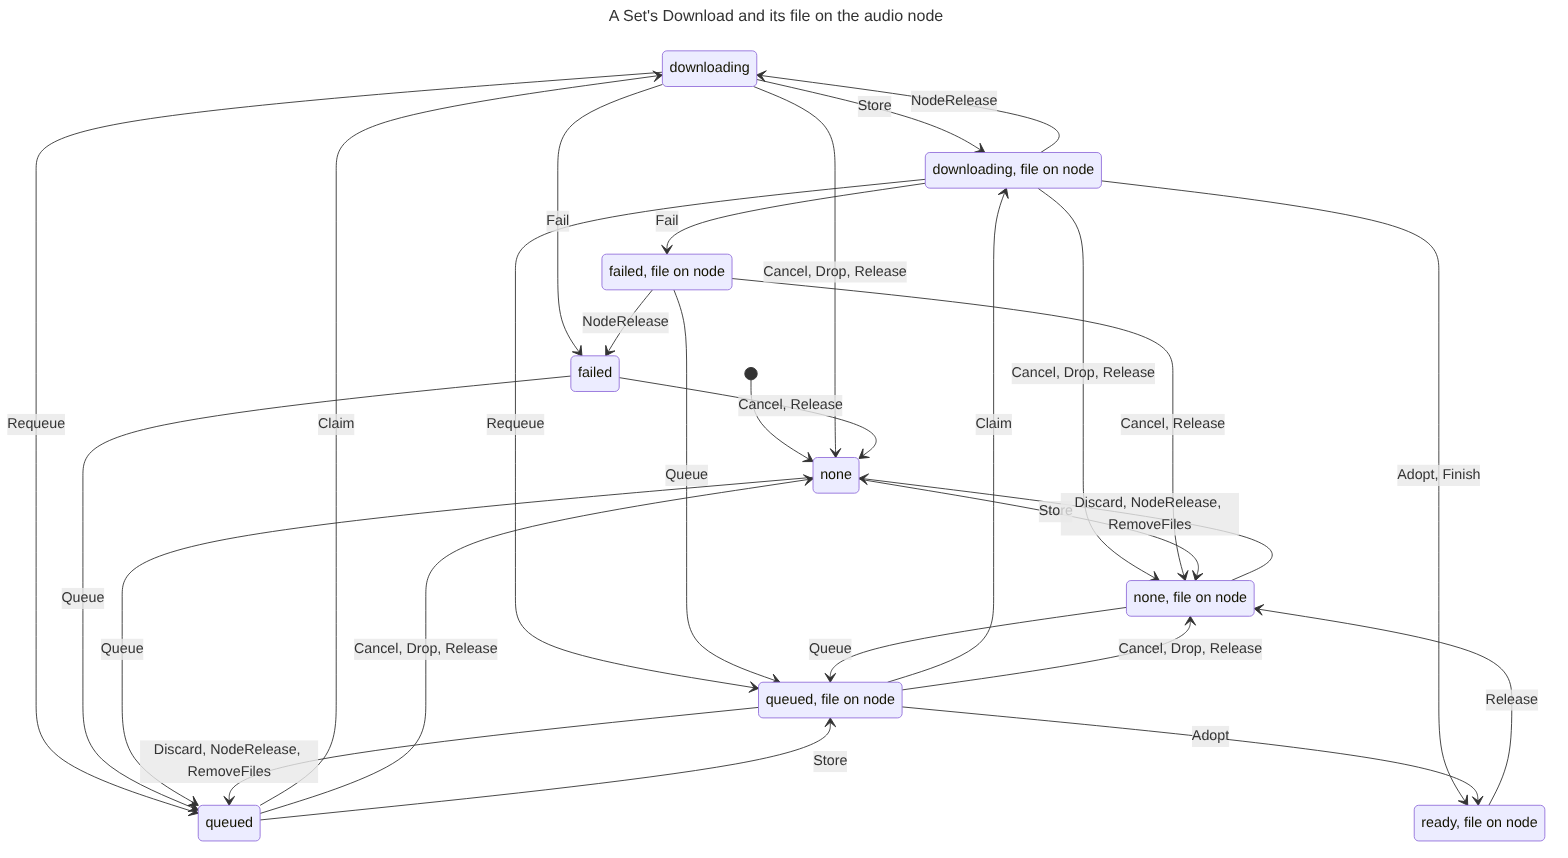 A Set's Download and its file on the audio node
downloading
Store
NodeRelease
downloading, file on node
Fail
Fail
failed, file on node
Cancel, Drop, Release
NodeRelease
failed
Cancel, Drop, Release
Cancel, Release
Requeue
Claim
Requeue
Claim
Cancel, Release
none
Queue
Adopt, Finish
Store
Discard, NodeRelease,
RemoveFiles
Queue
none, file on node
Queue
Cancel, Drop, Release
Queue
Cancel, Drop, Release
queued, file on node
Release
Adopt
Discard, NodeRelease,
RemoveFiles
Store
queued
ready, file on node